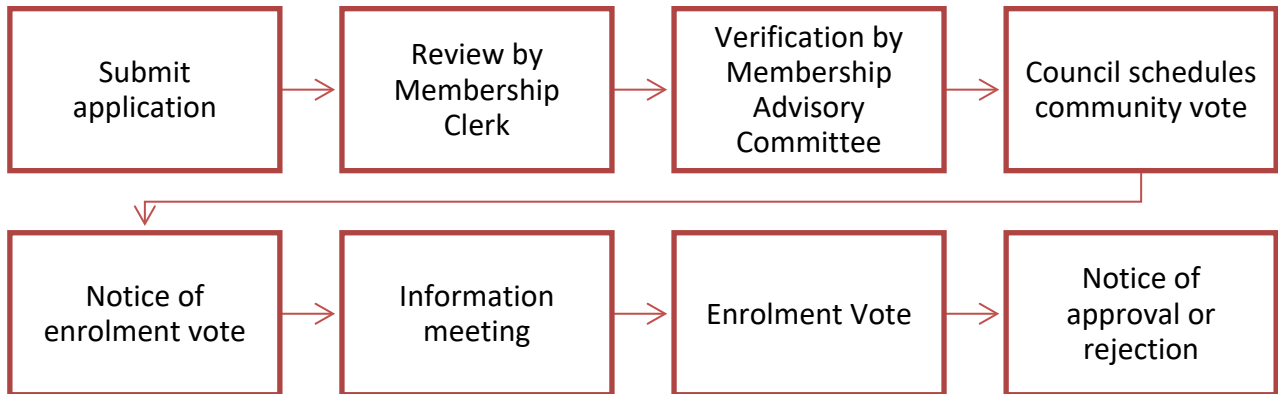 Submit
application
Review by
Membership
Clerk
Verification by
Membership
Advisory
Committee
Council schedules
community vote
Notice of
enrolment vote
Information
meeting
Enrolment Vote
Notice of
approval or
rejection